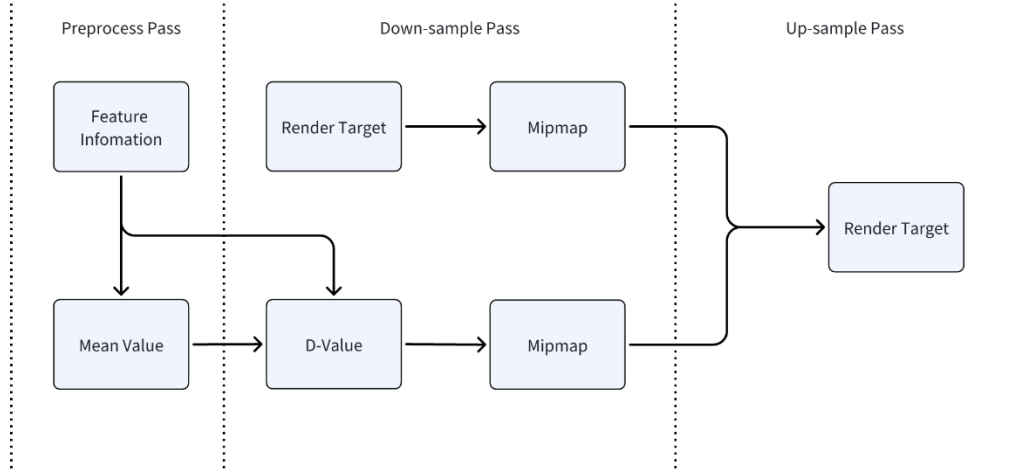 Preprocess Pass
Down-sample Pass
Up-sample Pass
Feature
Infomation
Render Target
Mipmap
Render Target
Mean Value
D-Value
Mipmap